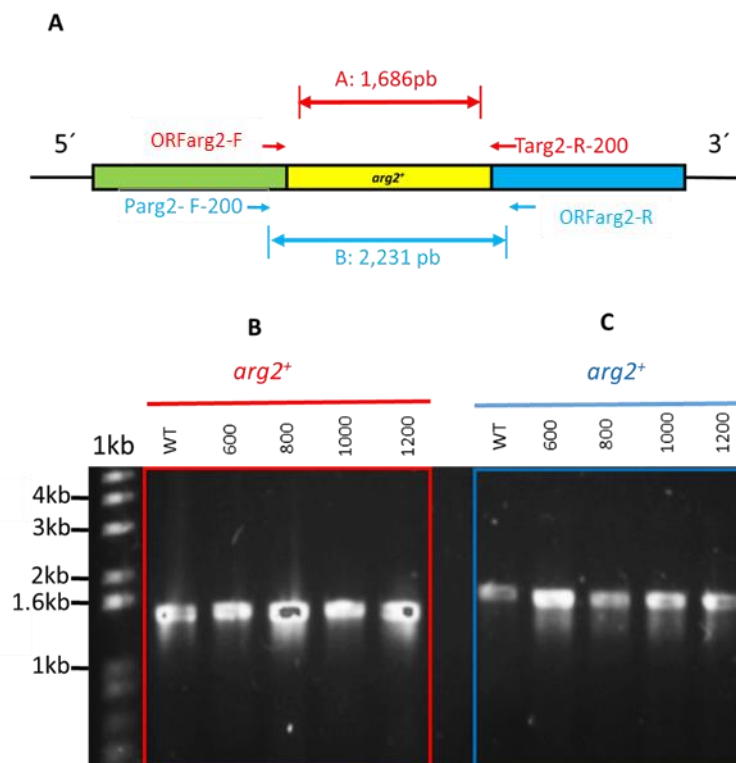 A
A: 1,686pb
ORFarg2-F
Targ2-R-200
5´
3´
arg2⁺
Parg2- F-200
ORFarg2-R
B: 2,231 pb
B
C
arg2⁺
arg2⁺
1kb
WT 600 800 1000 1200
WT 600 800 1000 1200
4kb
3kb
2kb
1.6kb
1kb